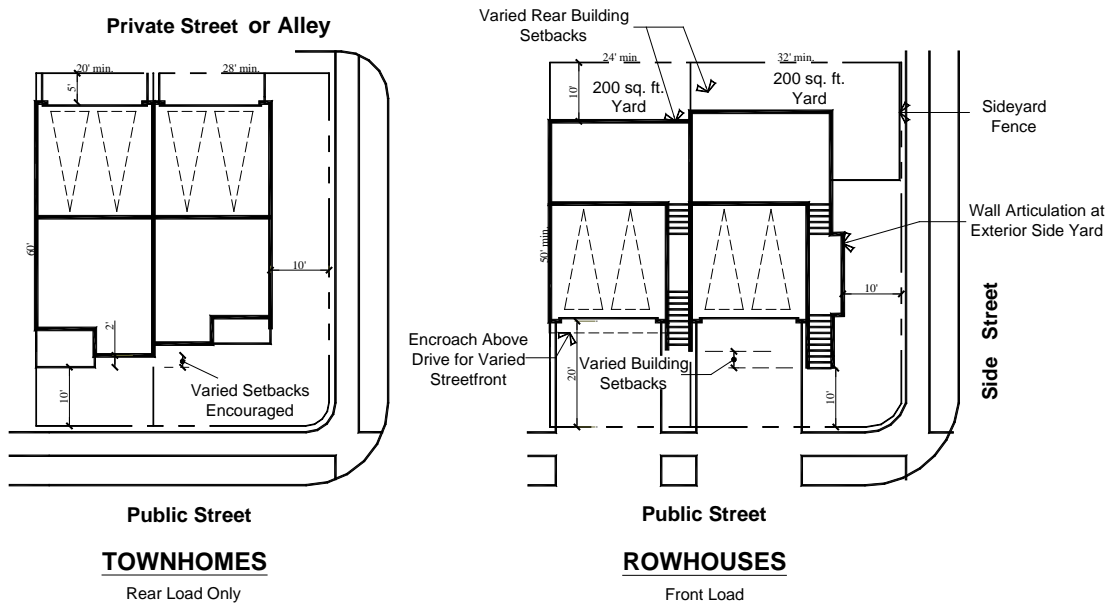 Private Street or Alley
20' min.
28' min.
5'
60'
10'
2'
10'
Varied Setbacks
Encouraged
Public Street
TOWNHOMES
Rear Load Only
Varied Rear Building
Setbacks
24' min.
32' min.
10'
200 sq. ft.
Yard
200 sq. ft.
Yard
Sideyard
Fence
Wall Articulation at
Exterior Side Yard
50' min.
10'
Encroach Above
Drive for Varied
Streetfront
20'
Varied Building
Setbacks
10'
Side Street
Public Street
ROWHOUSES
Front Load